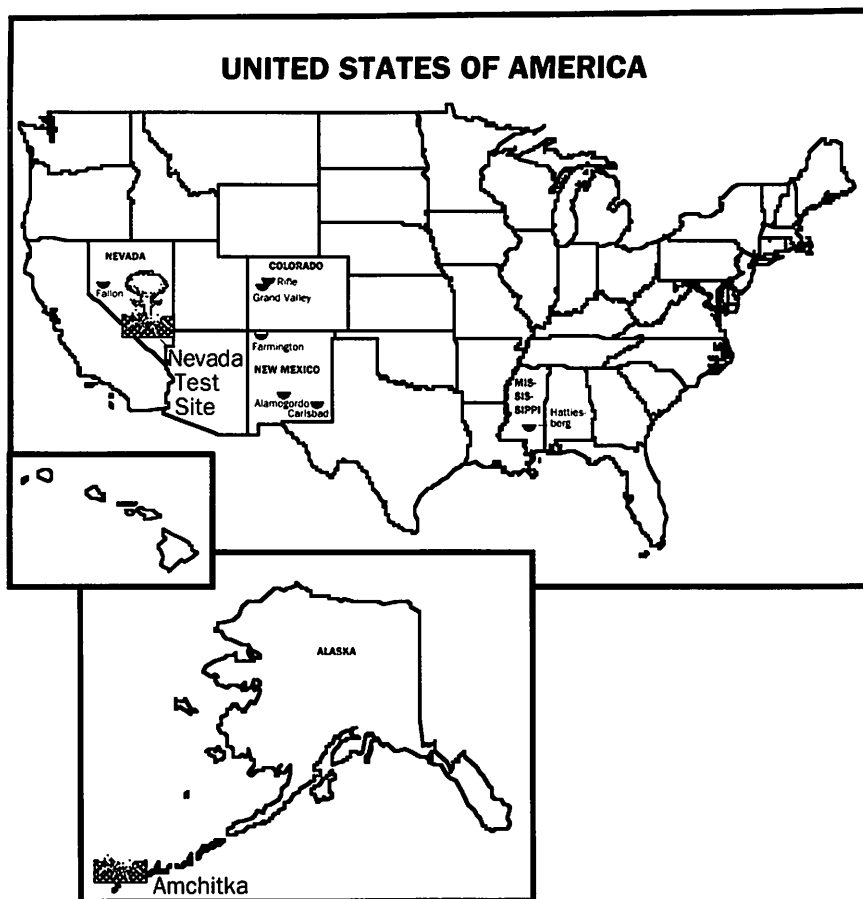 UNITED STATES OF AMERICA
NEVADA
Fallon
COLORADO
Rifle
Grand Valley
Nevada
Test
Site
Farmington
NEW MEXICO
Alamogordo
Carlsbad
MIS-
SIS-
SIPPI
Hatties-
berg
ALASKA
Amchitka